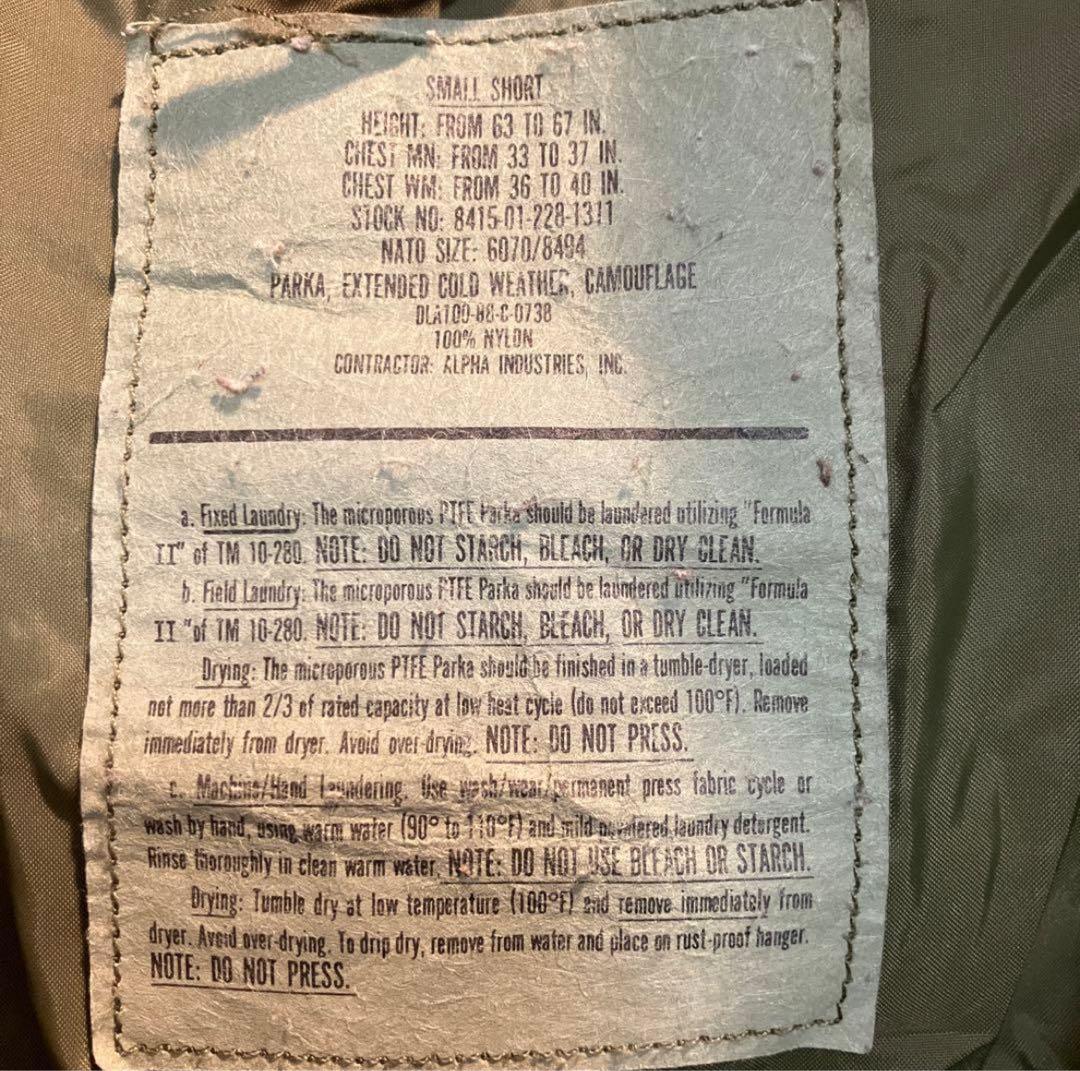 SMALL SHORT
HEIGHT: FROM 63 TO 67 IN.
CHEST MN: FROM 33 TO 37 IN.
CHEST WM: FROM 36 TO 40 IN.
STOCK NO: 8415-01-228-1311
NATO SIZE: 6070/8494
PARKA, EXTENDED COLD WEATHER, CAMOUFLAGE
DLA100-88-C-0738
100% NYLON
CONTRACTOR: ALPHA INDUSTRIES, INC.
a. Fixed Laundry: The microporous PTFE Parka should be laundered utilizing "Formula
II" of TM 10-280. NOTE: DO NOT STARCH, BLEACH, OR DRY CLEAN.
b. Field Laundry: The microporous PTFE Parka should be laundered utilizing "Formula
II "of TM 10-280. NOTE: DO NOT STARCH, BLEACH, OR DRY CLEAN.
Drying: The microporous PTFE Parka should be finished in a tumble-dryer, loaded
not more than 2/3 of rated capacity at low heat cycle (do not exceed 100°F). Remove
immediately from dryer. Avoid over-drying. NOTE: DO NOT PRESS.
c. Machine/Hand Laundering. Use wash/wear/permanent press fabric cycle or
wash by hand, using warm water (90° to 110°F) and mild powdered laundry detergent.
Rinse thoroughly in clean warm water. NOTE: DO NOT USE BLEACH OR STARCH.
Drying: Tumble dry at low temperature (100°F) and remove immediately from
dryer. Avoid over-drying. To drip dry, remove from water and place on rust-proof hanger.
NOTE: DO NOT PRESS.